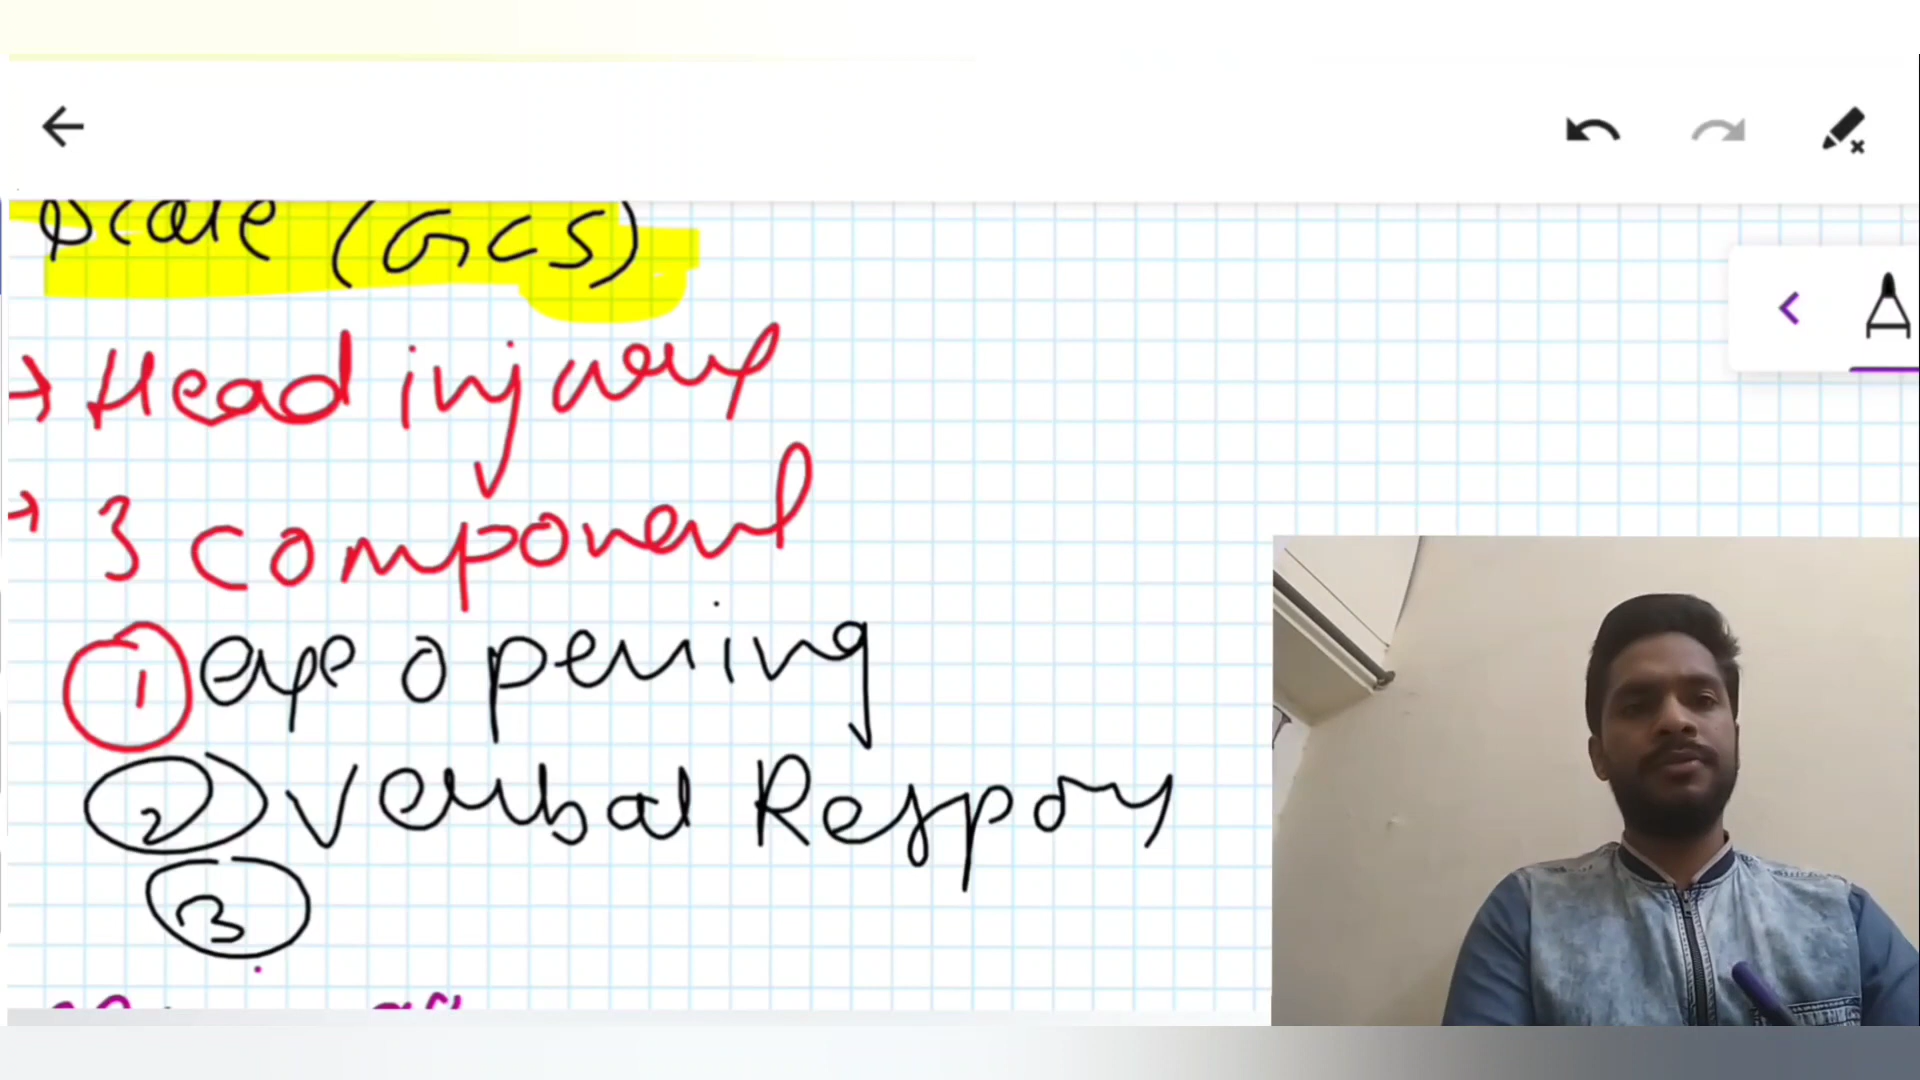 Scale (GCS)
→ Head injury
→ 3 component
① eye opening
② Verbal Respons
③